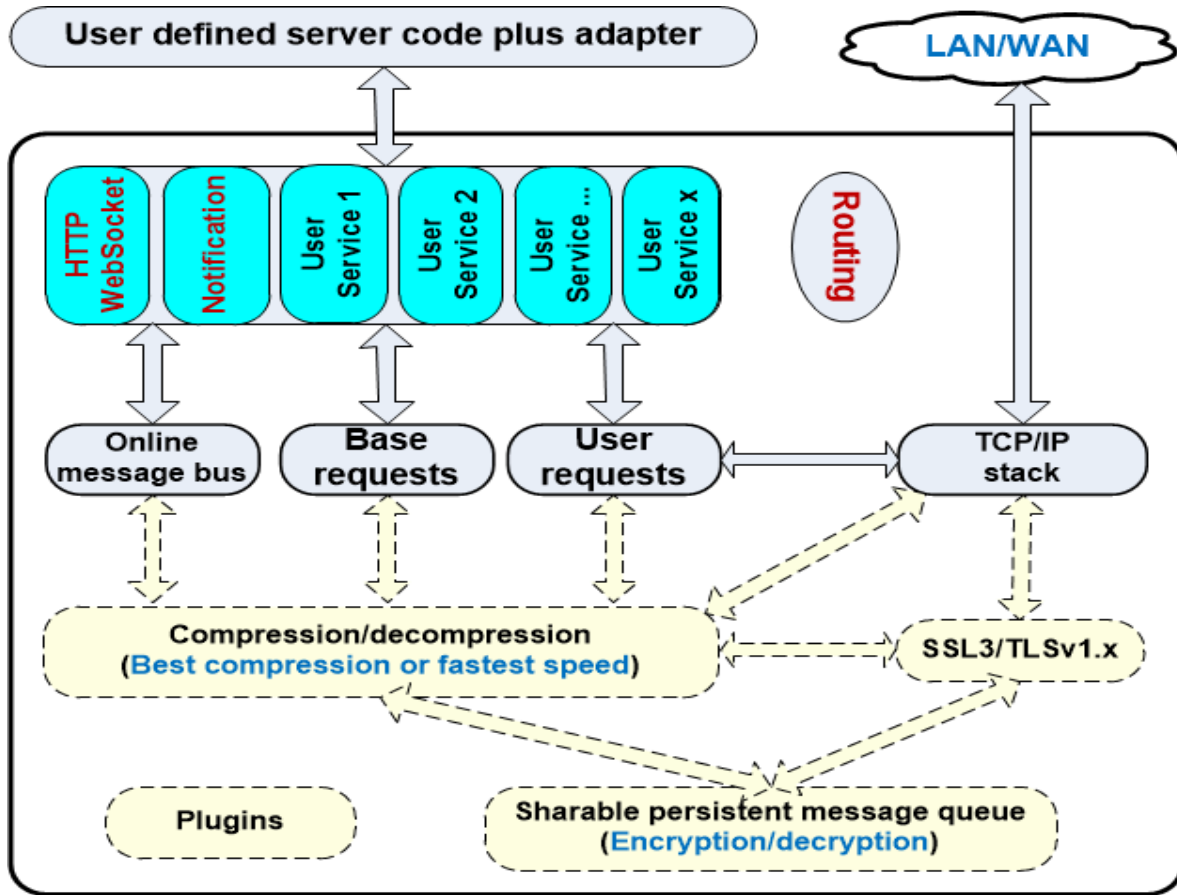 User defined server code plus adapter
LAN/WAN
HTTP
WebSocket
Notification
User
Service 1
User
Service 2
User
Service ...
User
Service x
Routing
Online
message bus
Base
requests
User
requests
TCP/IP
stack
Compression/decompression
(Best compression or fastest speed)
SSL3/TLSv1.x
Plugins
Sharable persistent message queue
(Encryption/decryption)